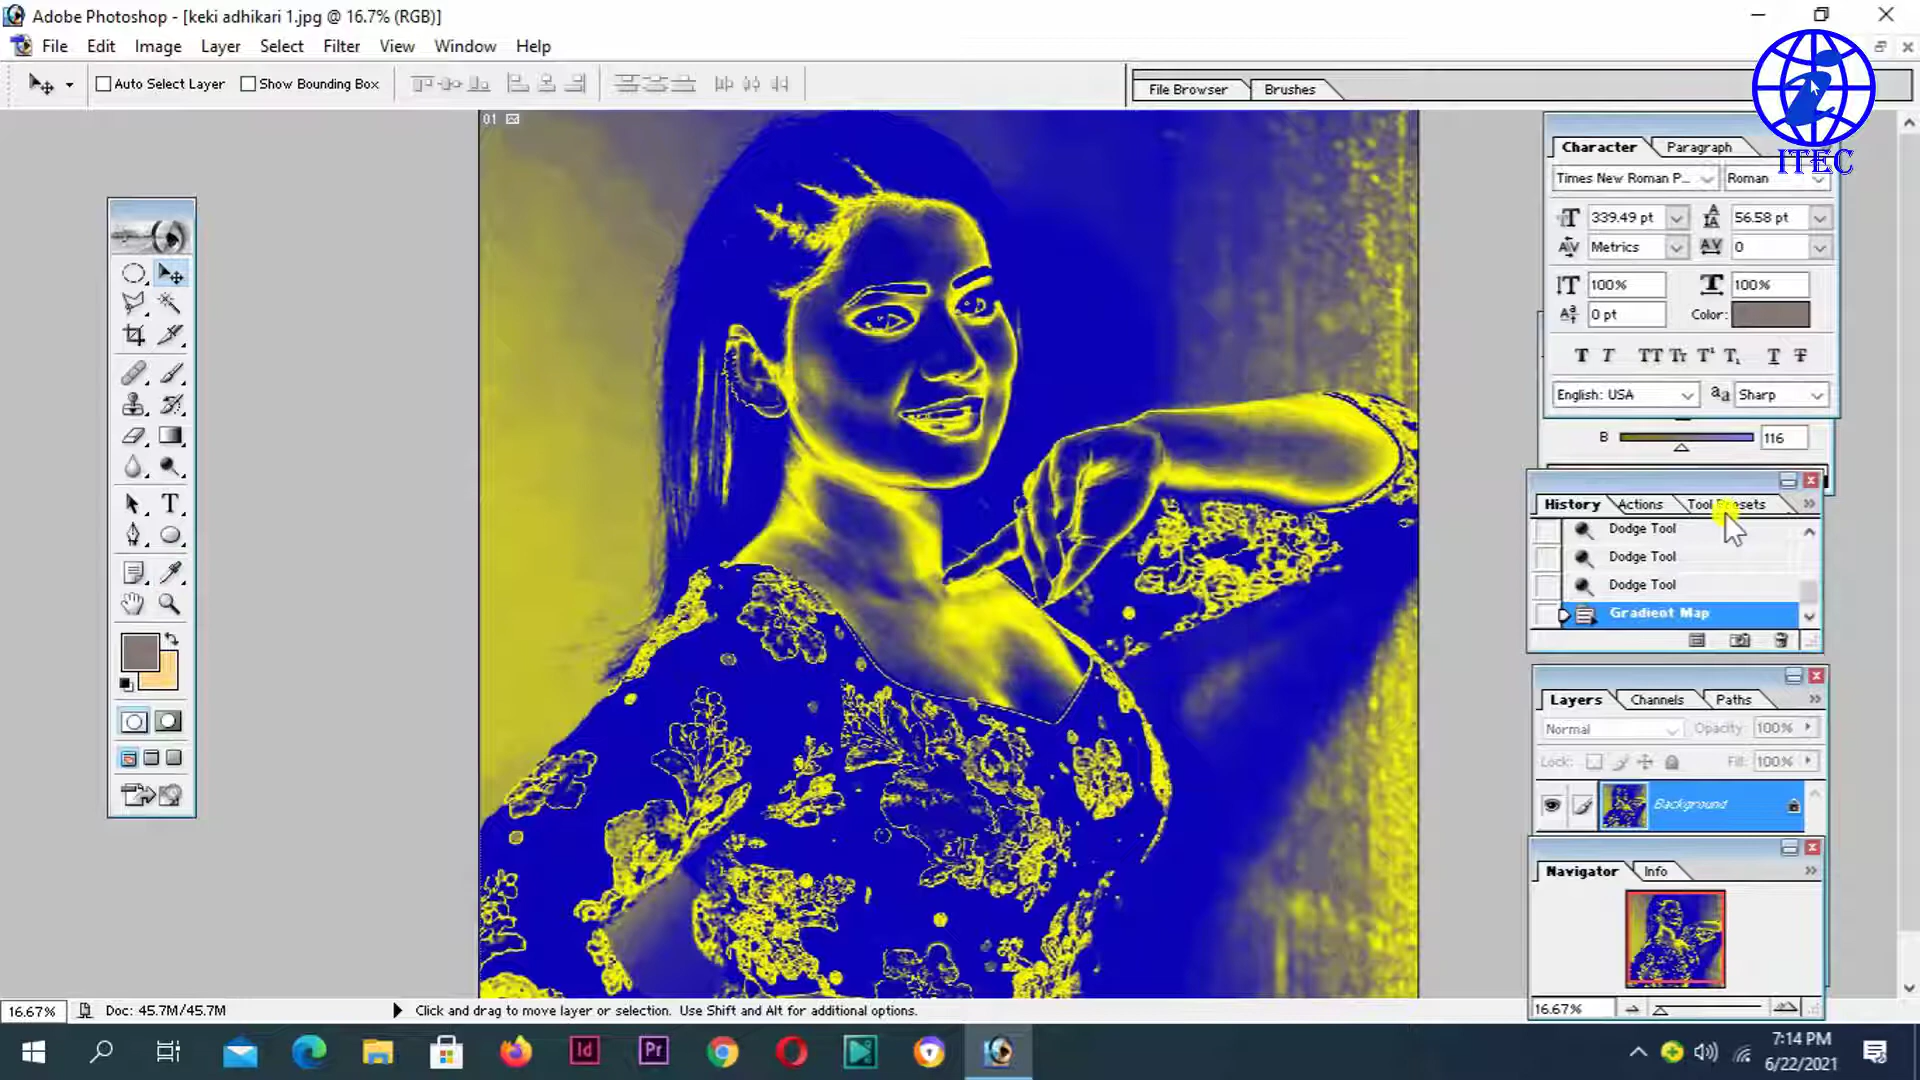 Adobe Photoshop - [keki adhikari 1.jpg @ 16.7% (RGB)]
File Edit Image Layer Select Filter View Window Help
Auto Select Layer Show Bounding Box
File Browser Brushes
ITEC
01
Character Paragraph
Times New Roman P... Roman
339.49 pt 56.58 pt
Metrics 0
100% 100%
0 pt Color:
English: USA Sharp
B 116
History Actions Tool Presets
Dodge Tool
Dodge Tool
Dodge Tool
Gradient Map
Layers Channels Paths
Normal Opacity: 100%
Lock: Fill: 100%
Background
Navigator Info
16.67%
16.67% Doc: 45.7M/45.7M Click and drag to move layer or selection. Use Shift and Alt for additional options.
Id Pr
7:14 PM
6/22/2021